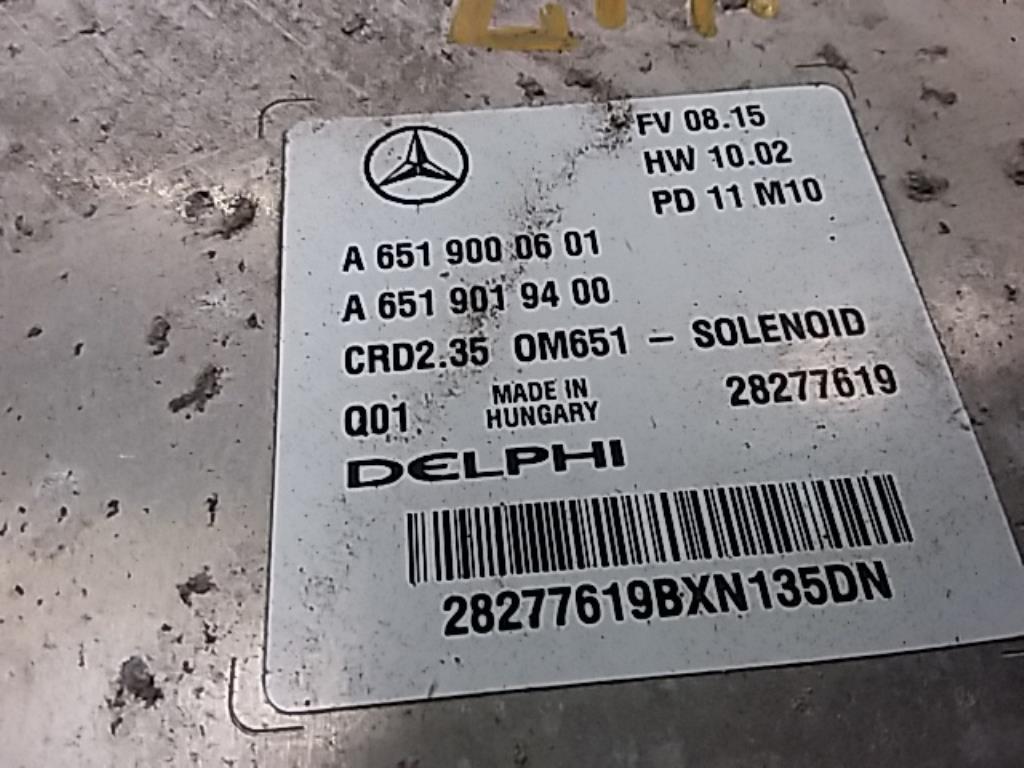 FV 08.15
HW 10.02
PD 11 M10
A 651 900 06 01
A 651 901 94 00
CRD2.35 OM651 – SOLENOID
Q01 MADE IN HUNGARY 28277619
DELPHI
28277619BXN135DN